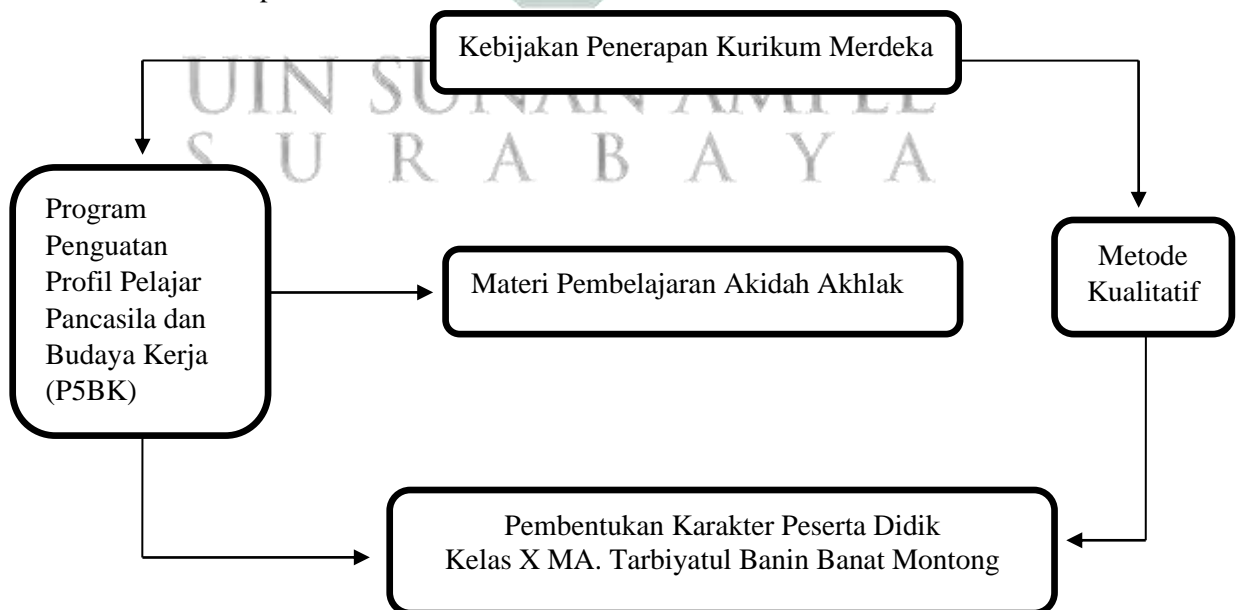 Kebijakan Penerapan Kurikum Merdeka
UIN SUNAN AMPEL
SURABAYA
Program
Penguatan
Profil Pelajar
Pancasila dan
Budaya Kerja
(P5BK)
Materi Pembelajaran Akidah Akhlak
Metode
Kualitatif
Pembentukan Karakter Peserta Didik
Kelas X MA. Tarbiyatul Banin Banat Montong